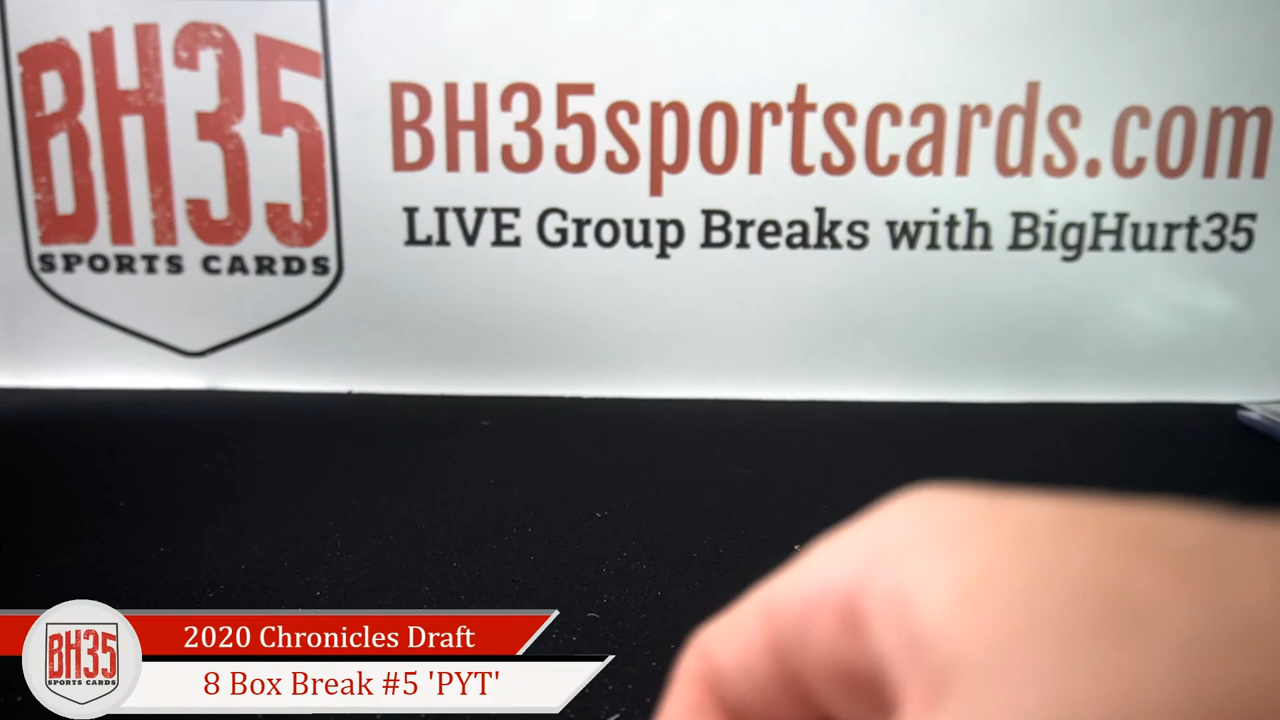 BH35
SPORTS CARDS
BH35sportscards.com
LIVE Group Breaks with BigHurt35
2020 Chronicles Draft
8 Box Break #5 'PYT'
BH35
SPORTS CARDS